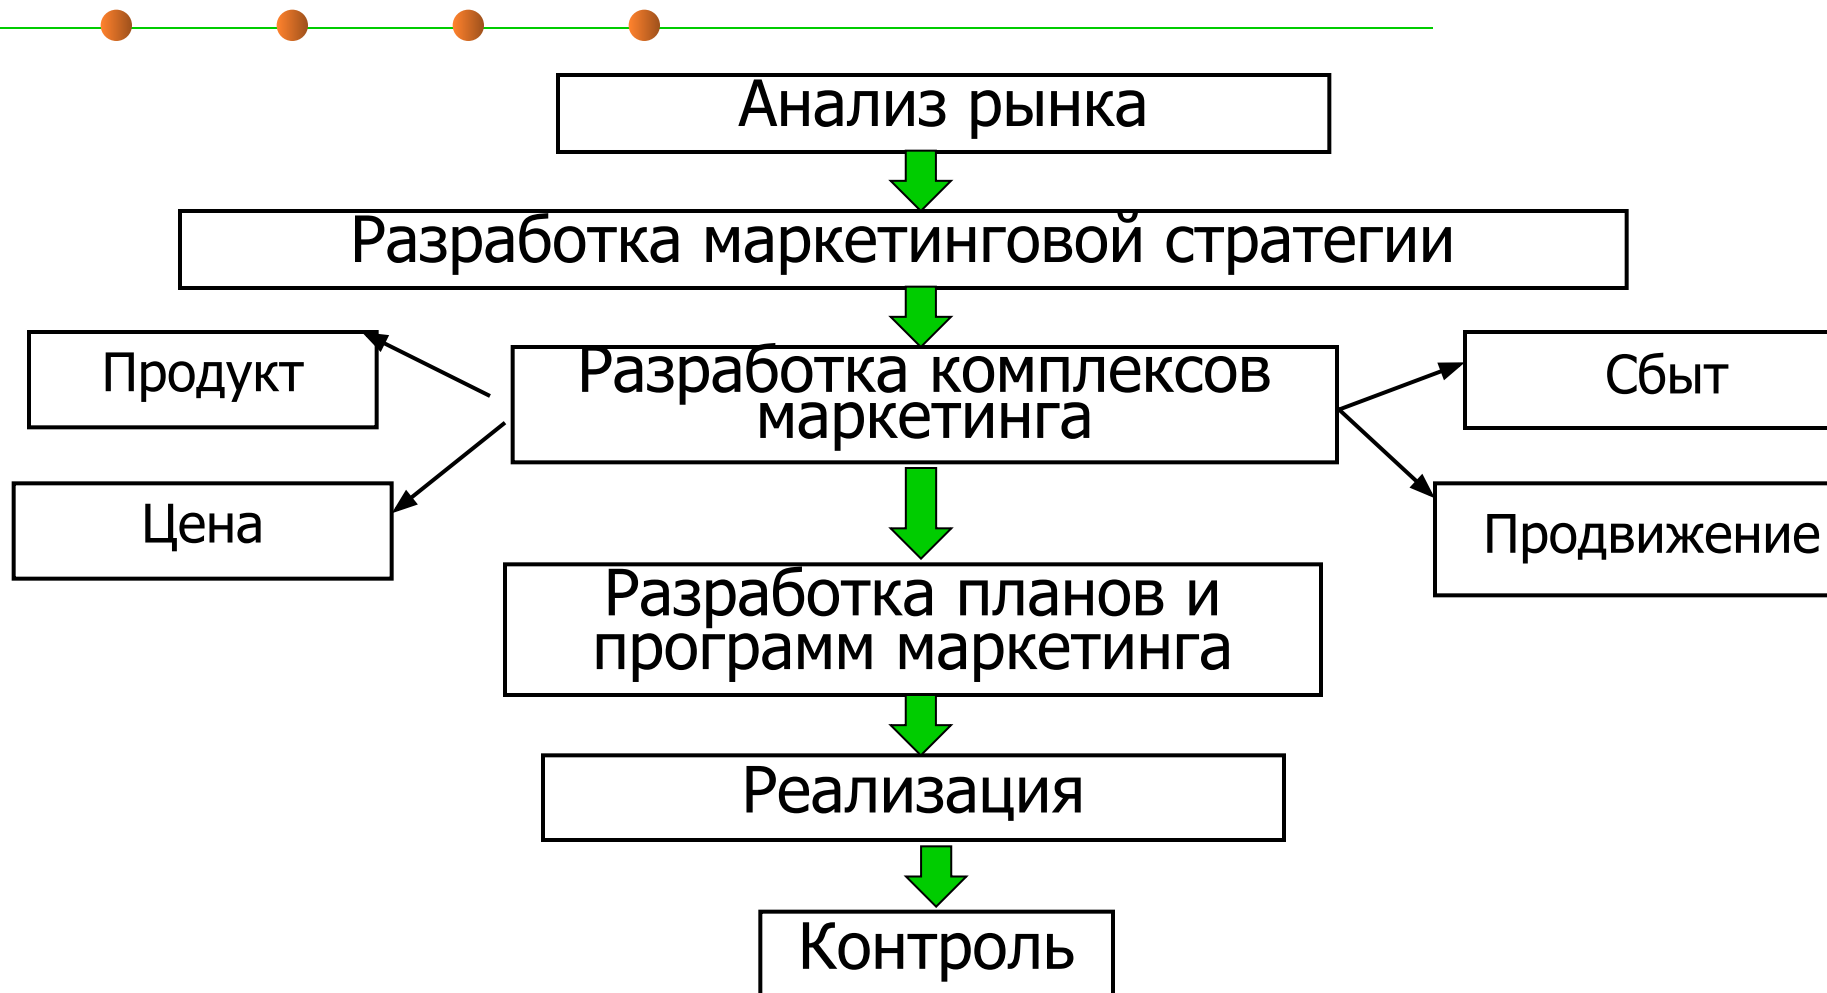 Анализ рынка
Разработка маркетинговой стратегии
Продукт
Разработка комплексов
маркетинга
Сбыт
Цена
Продвижение
Разработка планов и
программ маркетинга
Реализация
Контроль